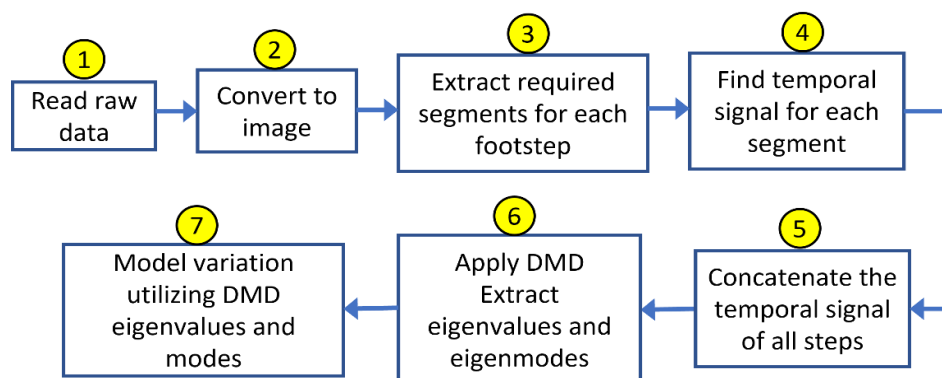 1
Read raw
data
2
Convert to
image
3
Extract required
segments for each
footstep
4
Find temporal
signal for each
segment
5
Concatenate the
temporal signal
of all steps
6
Apply DMD
Extract
eigenvalues and
eigenmodes
7
Model variation
utilizing DMD
eigenvalues and
modes